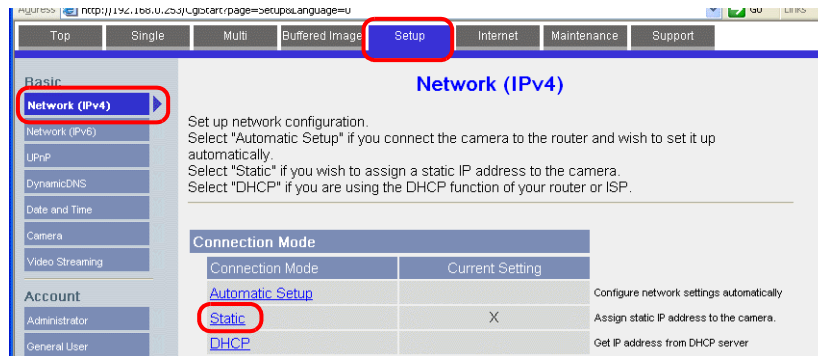 Address http://192.168.0.253/CgiStart?page=Setup&Language=0 Go Links
Top Single Multi Buffered Image Setup Internet Maintenance Support
Basic
Network (IPv4)
Network (IPv6)
UPnP
DynamicDNS
Date and Time
Camera
Video Streaming
Account
Administrator
General User
Network (IPv4)
Set up network configuration.
Select "Automatic Setup" if you connect the camera to the router and wish to set it up
automatically.
Select "Static" if you wish to assign a static IP address to the camera.
Select "DHCP" if you are using the DHCP function of your router or ISP.
Connection Mode
Connection Mode Current Setting
Automatic Setup Configure network settings automatically
Static X Assign static IP address to the camera.
DHCP Get IP address from DHCP server